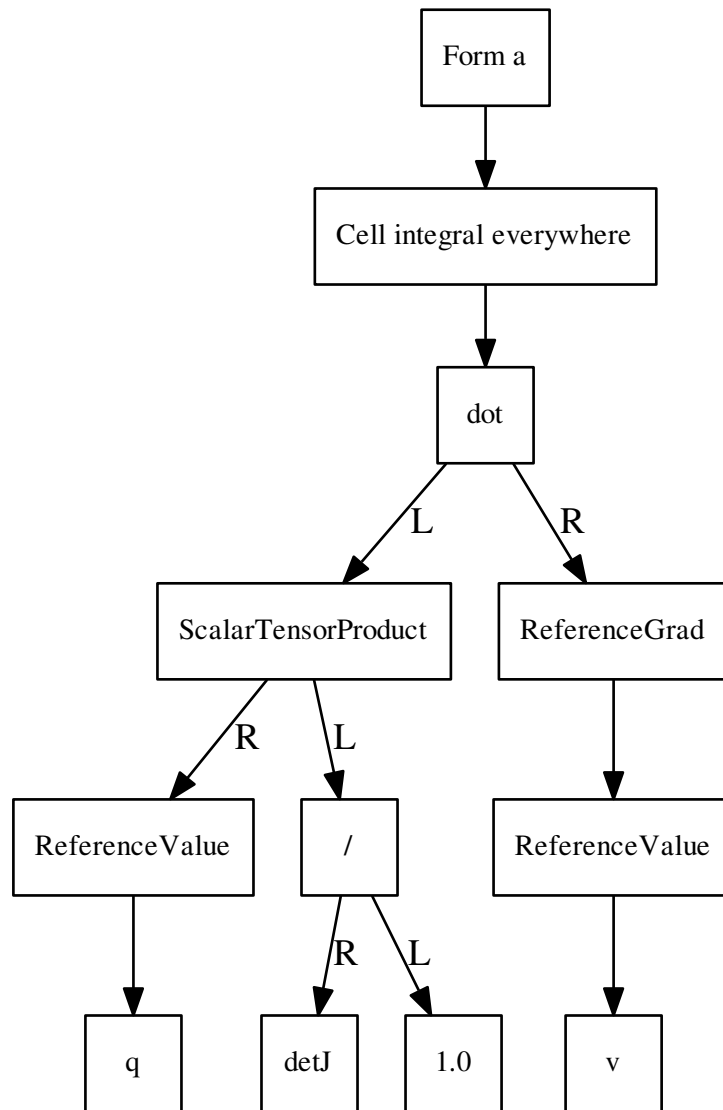 Form a
Cell integral everywhere
dot
L
R
ScalarTensorProduct
ReferenceGrad
R
L
ReferenceValue
/
ReferenceValue
R
L
q
detJ
1.0
v